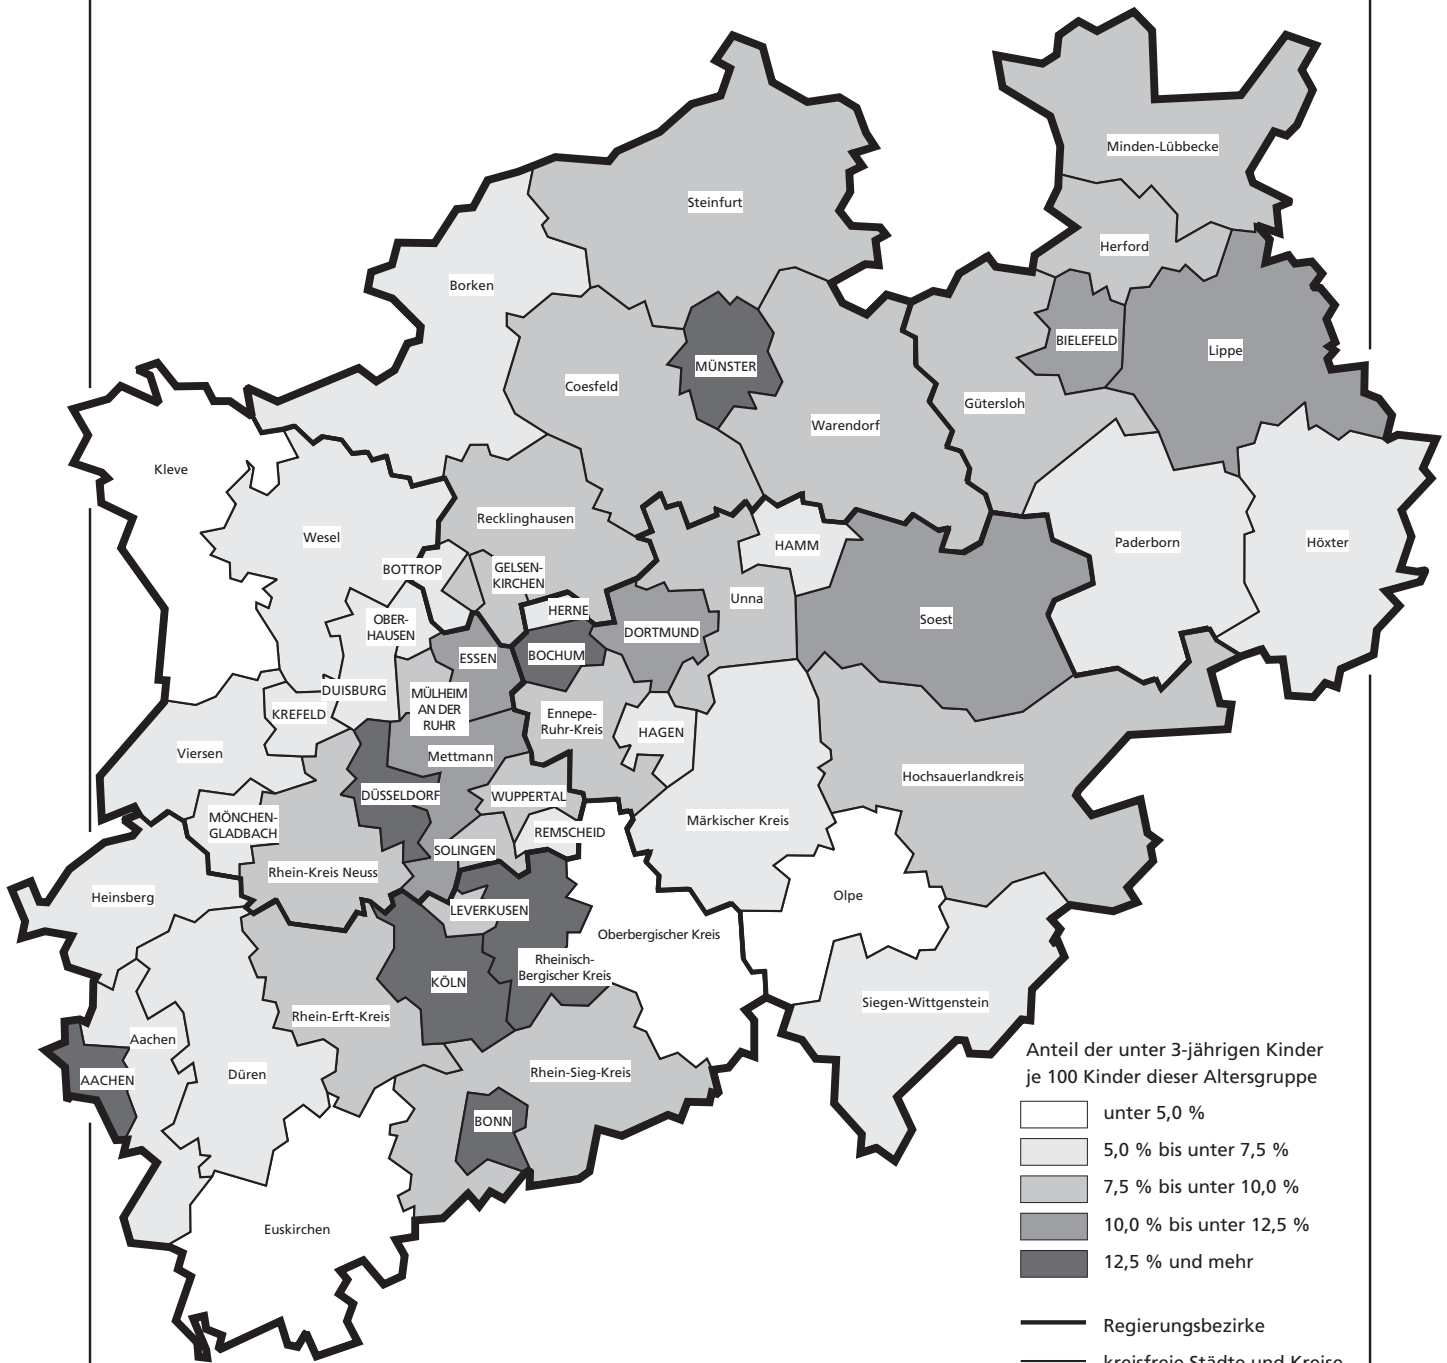 Minden-Lübbecke
Steinfurt
Herford
Borken
BIELEFELD
Lippe
MÜNSTER
Coesfeld
Gütersloh
Warendorf
Kleve
Recklinghausen
Wesel
HAMM
Paderborn
Höxter
BOTTROP
GELSEN-
KIRCHEN
Unna
HERNE
OBER-
HAUSEN
Soest
DORTMUND
ESSEN
BOCHUM
DUISBURG
MÜLHEIM
AN DER
RUHR
KREFELD
Ennepe-
Ruhr-Kreis
HAGEN
Viersen
Mettmann
Hochsauerlandkreis
DÜSSELDORF
WUPPERTAL
MÖNCHEN-
GLADBACH
Märkischer Kreis
REMSCHEID
SOLINGEN
Rhein-Kreis Neuss
Heinsberg
Olpe
LEVERKUSEN
Oberbergischer Kreis
Rheinisch-
Bergischer Kreis
KÖLN
Siegen-Wittgenstein
Rhein-Erft-Kreis
Aachen
Düren
Rhein-Sieg-Kreis
AACHEN
BONN
Euskirchen
Anteil der unter 3-jährigen Kinder
je 100 Kinder dieser Altersgruppe
unter 5,0 %
5,0 % bis unter 7,5 %
7,5 % bis unter 10,0 %
10,0 % bis unter 12,5 %
12,5 % und mehr
Regierungsbezirke
kreisfreie Städte und Kreise